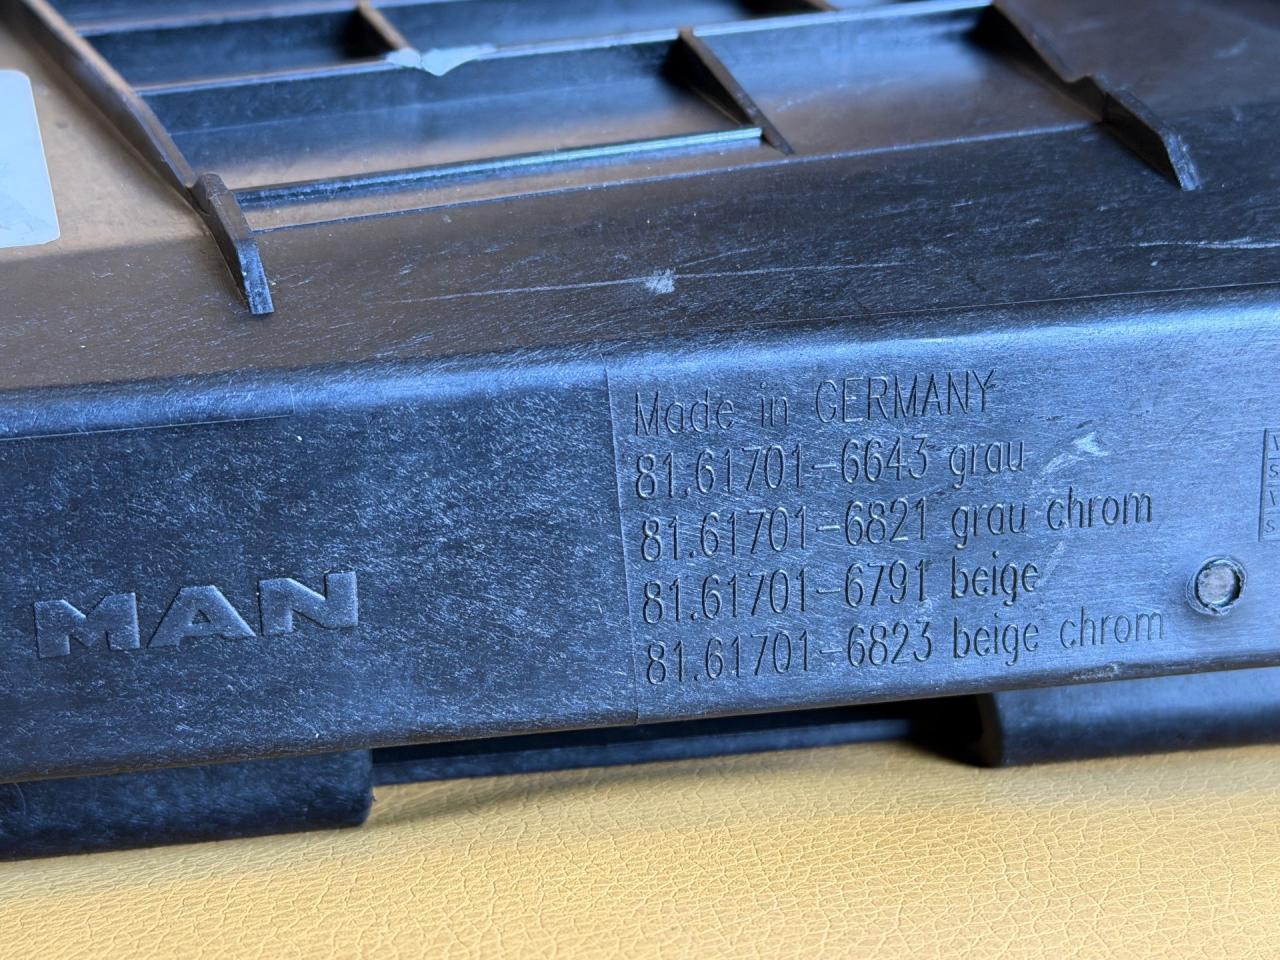 MAN
Made in GERMANY
81.61701-6643 grau
81.61701-6821 grau chrom
81.61701-6791 beige
81.61701-6823 beige chrom